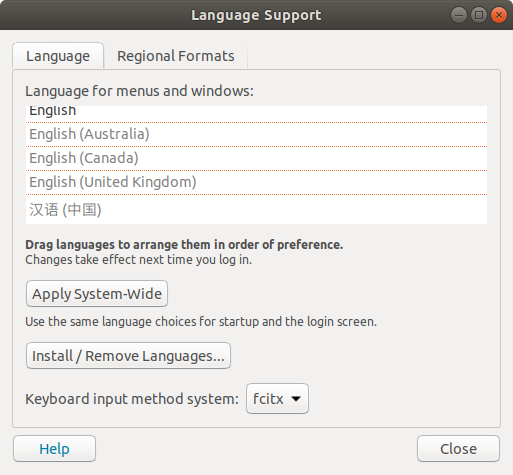 Language Support
Language
Regional Formats
Language for menus and windows:
English
English (Australia)
English (Canada)
English (United Kingdom)
汉语 (中国)
Drag languages to arrange them in order of preference.
Changes take effect next time you log in.
Apply System-Wide
Use the same language choices for startup and the login screen.
Install / Remove Languages...
Keyboard input method system: fcitx
Help
Close